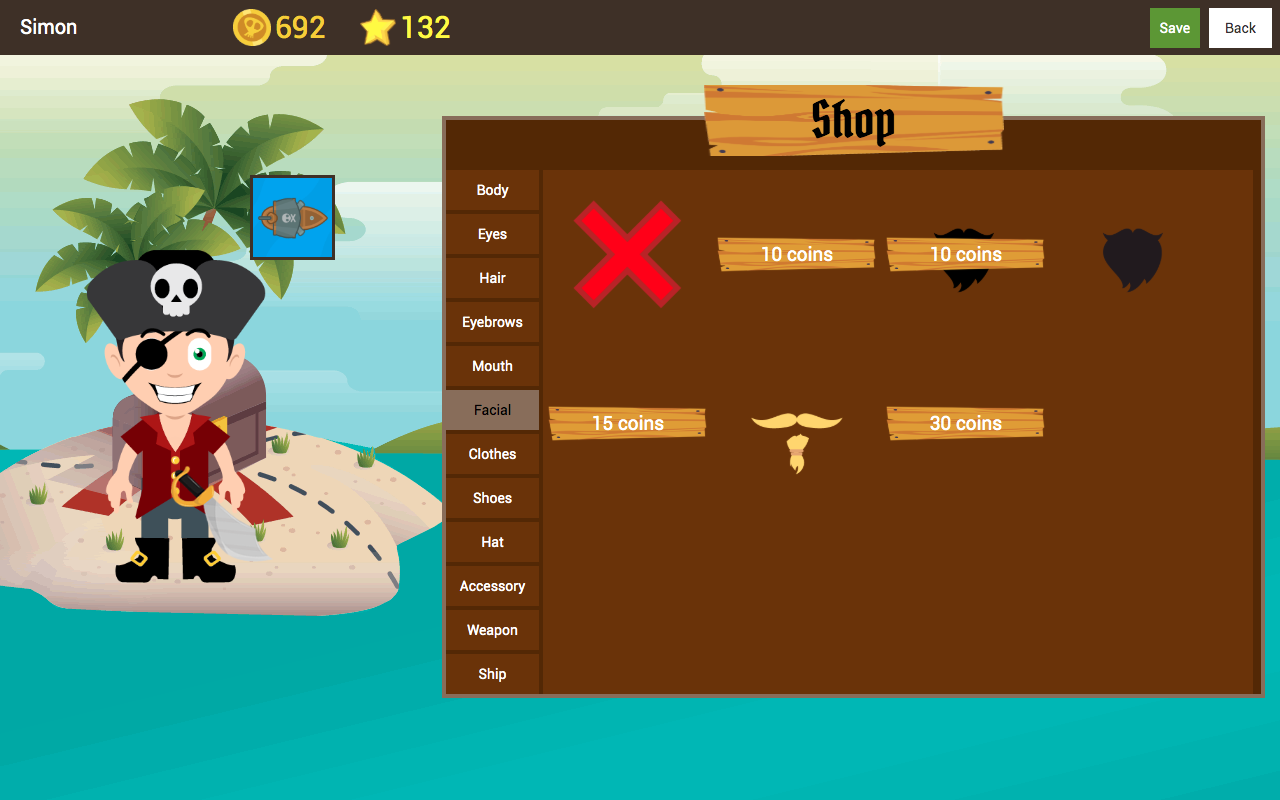 Simon
692
132
Save
Back
Shop
Body
Eyes
Hair
Eyebrows
Mouth
Facial
Clothes
Shoes
Hat
Accessory
Weapon
Ship
10 coins
10 coins
15 coins
30 coins